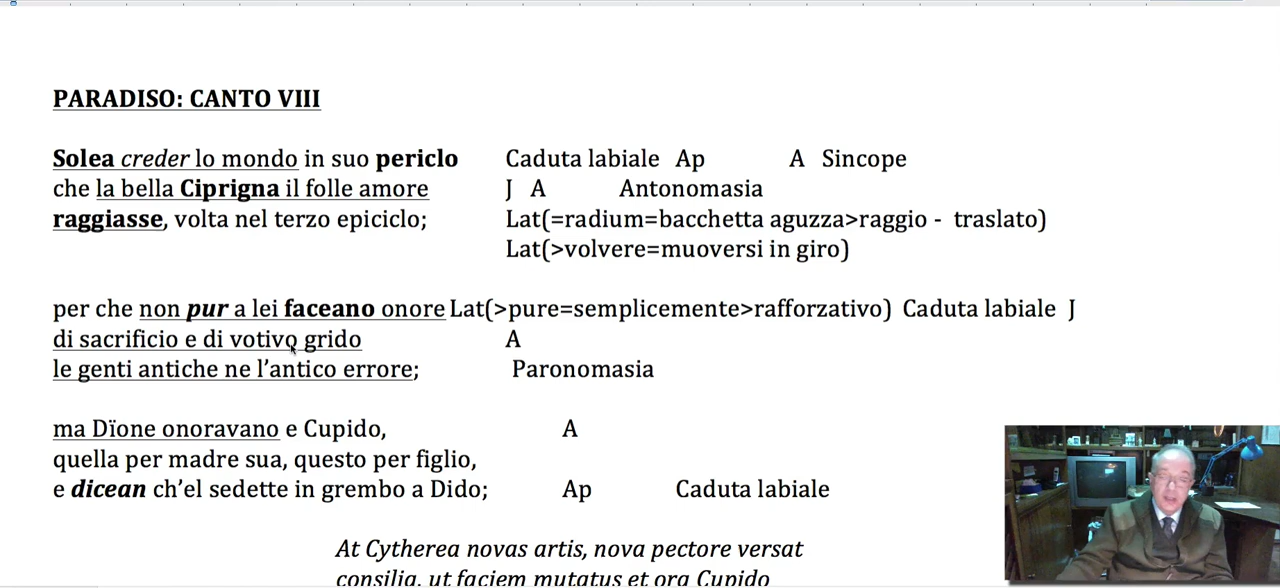 PARADISO: CANTO VIII
Solea creder lo mondo in suo periclo Caduta labiale Ap A Sincope
che la bella Ciprigna il folle amore J A Antonomasia
raggiasse, volta nel terzo epiciclo; Lat(=radium=bacchetta aguzza>raggio - traslato)
Lat(>volvere=muoversi in giro)
per che non pur a lei faceano onore Lat(>pure=semplicemente>rafforzativo) Caduta labiale J
di sacrificio e di votivo grido A
le genti antiche ne l'antico errore; Paronomasia
ma Dïone onoravano e Cupido, A
quella per madre sua, questo per figlio,
e dicean ch'el sedette in grembo a Dido; Ap Caduta labiale
At Cytherea novas artis, nova pectore versat
consilia, ut faciem mutatus et ora Cupido